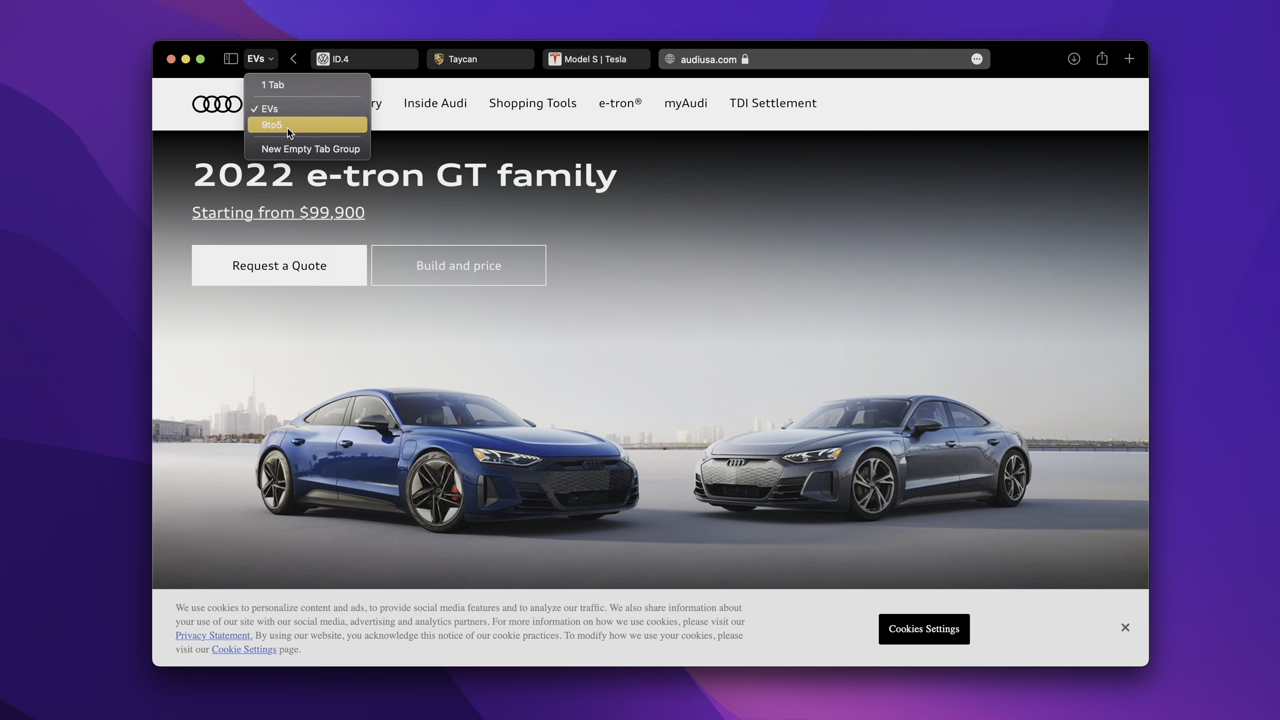 EVs
ID.4
Taycan
Model S | Tesla
audiusa.com
1 Tab
EVs
9to5
New Empty Tab Group
ry
Inside Audi
Shopping Tools
e-tron®
myAudi
TDI Settlement
2022 e-tron GT family
Starting from $99,900
Request a Quote
Build and price
We use cookies to personalize content and ads, to provide social media features and to analyze our traffic. We also share information about
your use of our site with our social media, advertising and analytics partners. For more information on how we use cookies, please visit our
Privacy Statement. By using our website, you acknowledge this notice of our cookie practices. To modify how we use your cookies, please
visit our Cookie Settings page.
Cookies Settings